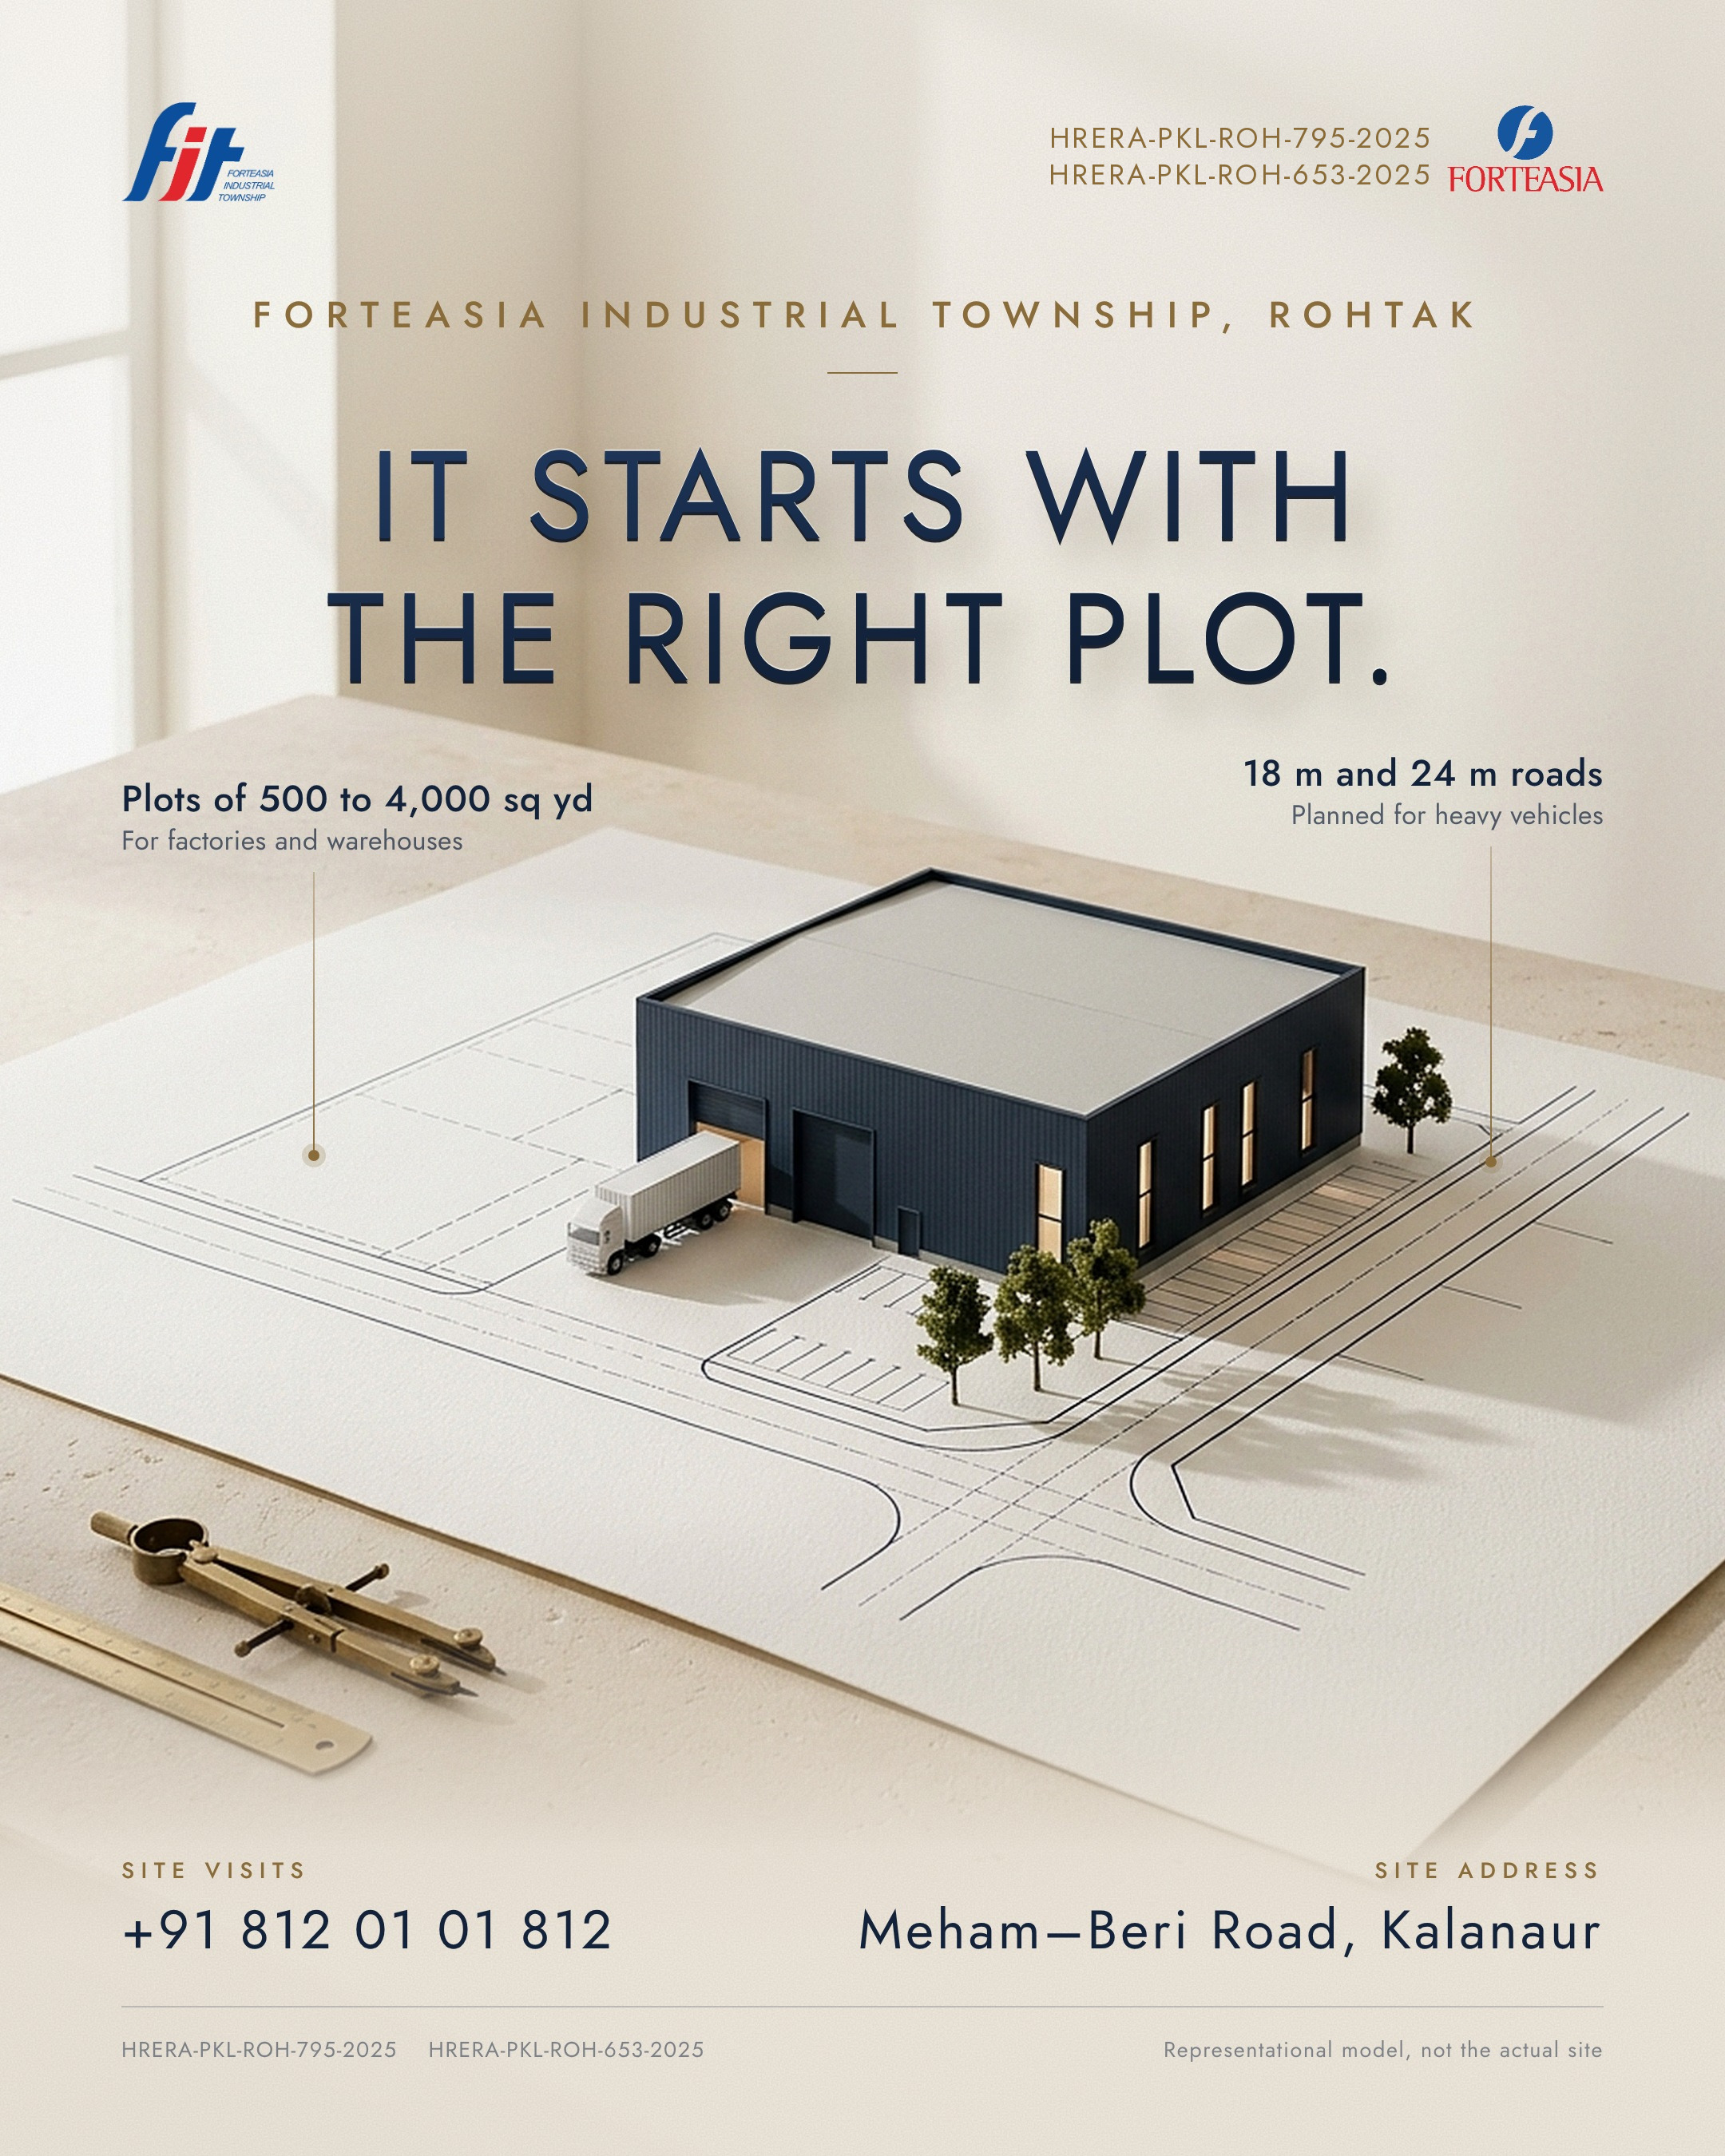 fit
FORTEASIA
INDUSTRIAL
TOWNSHIP
HRERA-PKL-ROH-795-2025
HRERA-PKL-ROH-653-2025
FORTEASIA
FORTEASIA INDUSTRIAL TOWNSHIP, ROHTAK
IT STARTS WITH
THE RIGHT PLOT.
Plots of 500 to 4,000 sq yd
For factories and warehouses
18 m and 24 m roads
Planned for heavy vehicles
SITE VISITS
+91 812 01 01 812
SITE ADDRESS
Meham–Beri Road, Kalanaur
HRERA-PKL-ROH-795-2025 HRERA-PKL-ROH-653-2025
Representational model, not the actual site